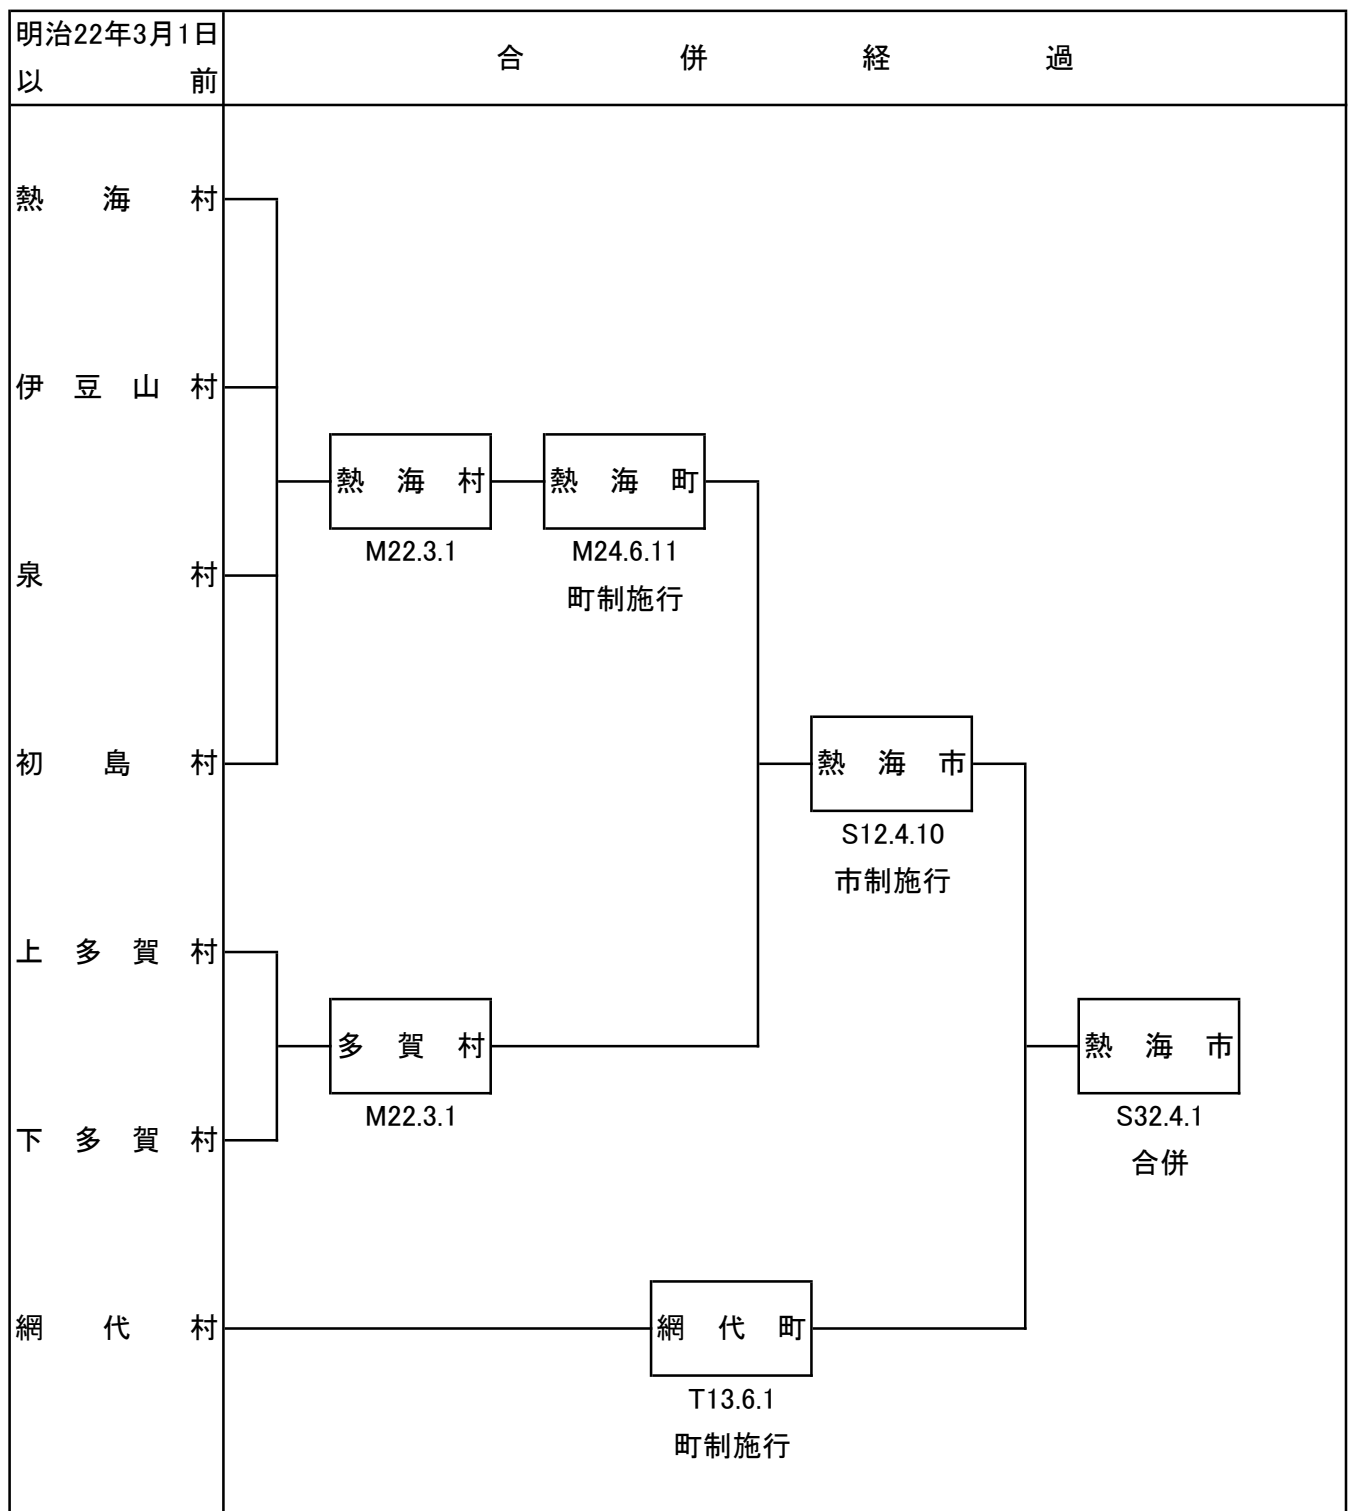 明治22年3月1日
以前
合併経過
熱海村
伊豆山村
熱海村
熱海町
M22.3.1
M24.6.11
泉村
町制施行
初島村
熱海市
S12.4.10
市制施行
上多賀村
多賀村
熱海市
M22.3.1
S32.4.1
下多賀村
合併
網代村
網代町
T13.6.1
町制施行